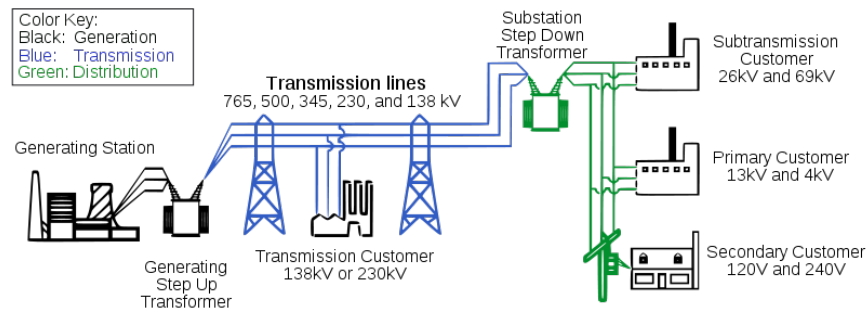 Color Key:
Black: Generation
Blue: Transmission
Green: Distribution
Generating Station
Generating
Step Up
Transformer
Transmission lines
765, 500, 345, 230, and 138 kV
Transmission Customer
138kV or 230kV
Substation
Step Down
Transformer
Subtransmission
Customer
26kV and 69kV
Primary Customer
13kV and 4kV
Secondary Customer
120V and 240V